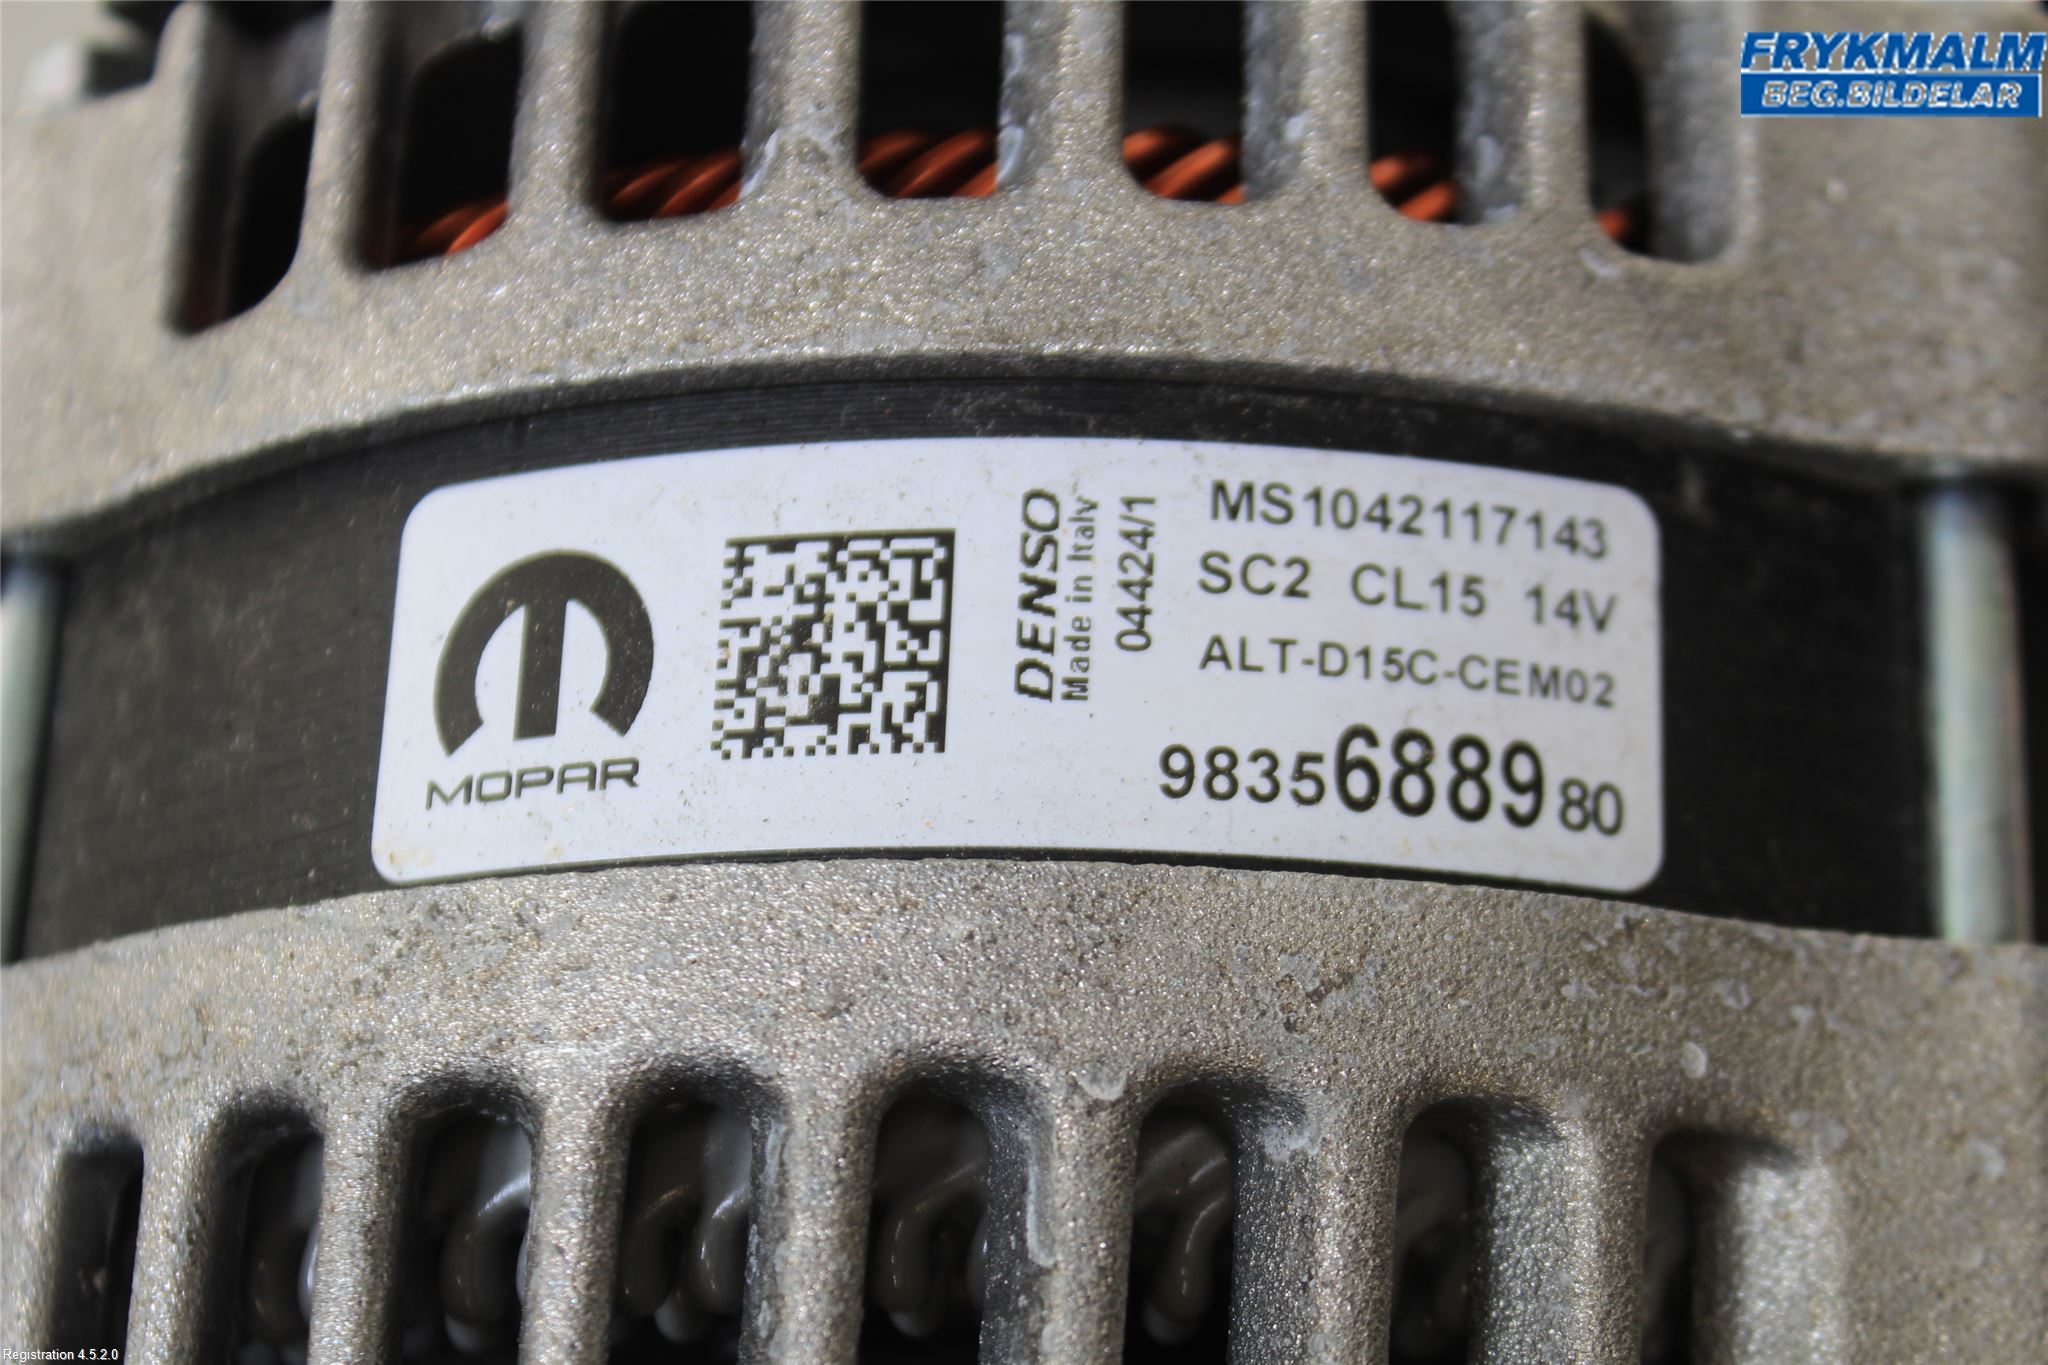 FRYKMALM
BEG.BILDELAR
MOPAR
DENSO
Made in Italy
044424/1
MS1042117143
SC2 CL15 14V
ALT-D15C-CEM02
9835688980
Registration 4.5.2.0